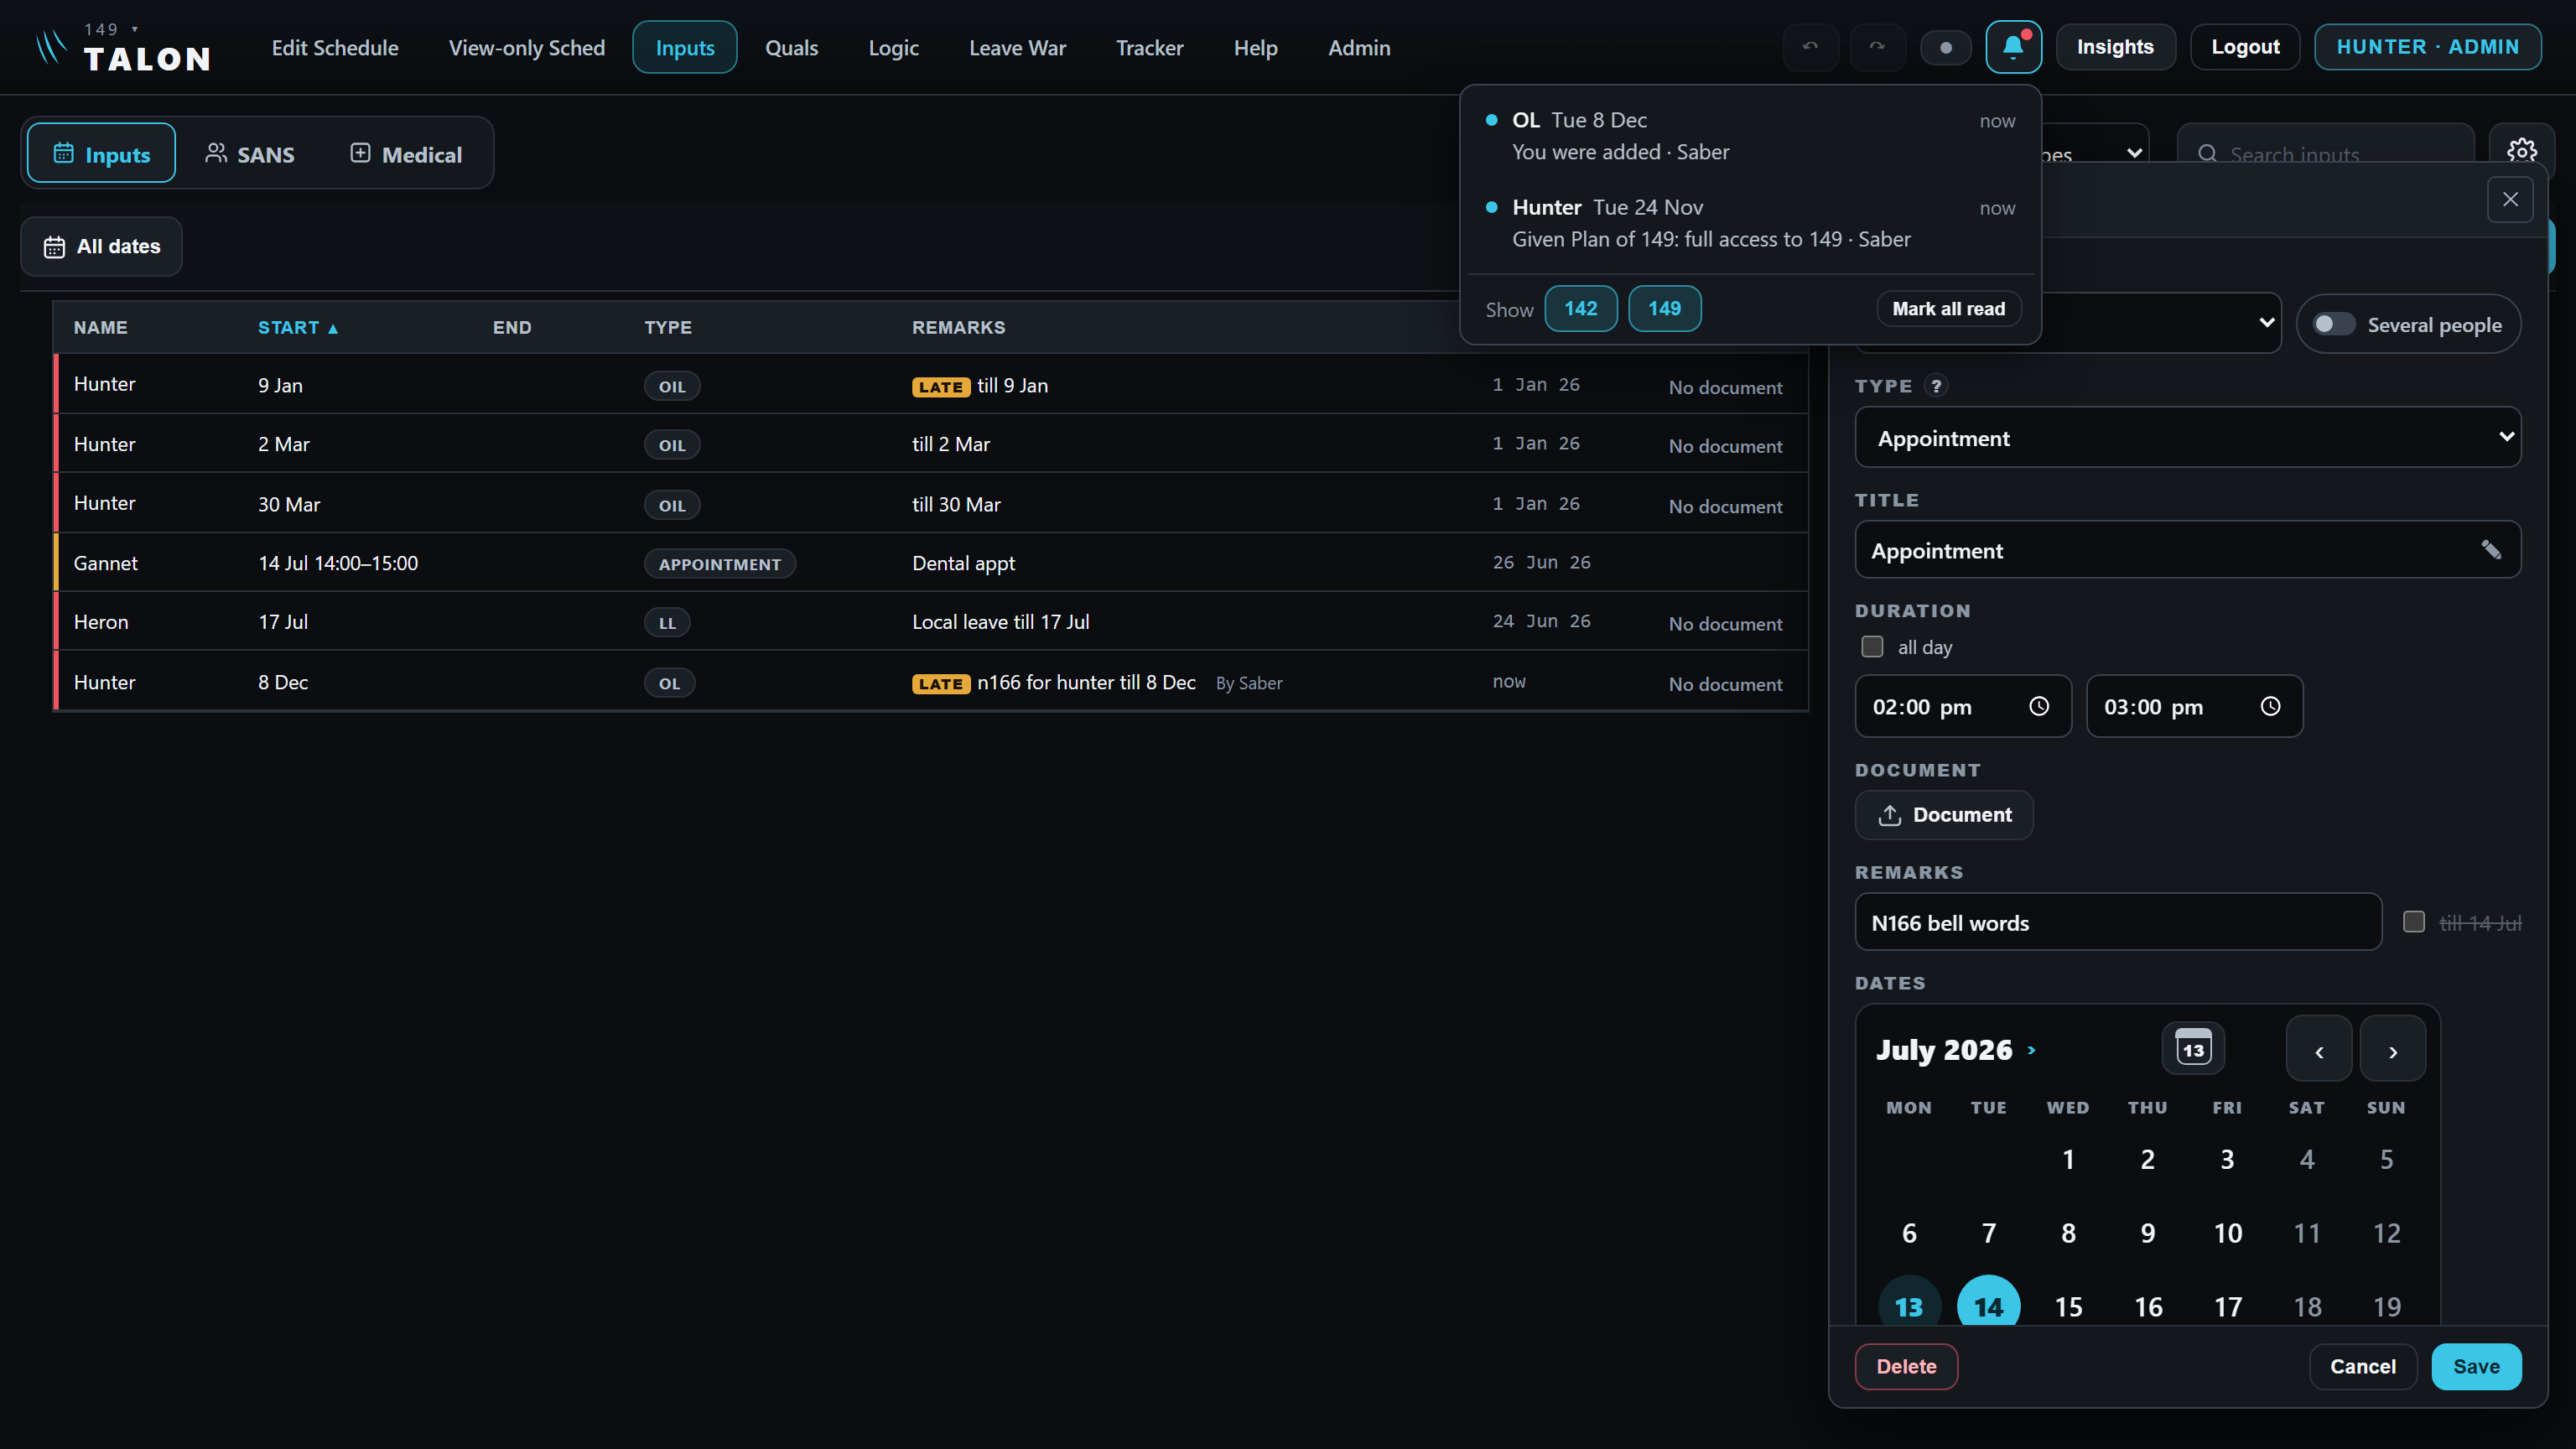 149 ▾
TALON
Edit Schedule
View-only Sched
Inputs
Quals
Logic
Leave War
Tracker
Help
Admin
Insights
Logout
HUNTER · ADMIN
Inputs
SANS
Medical
Search inputs
All dates
OL Tue 8 Dec now
You were added · Saber
Hunter Tue 24 Nov now
Given Plan of 149: full access to 149 · Saber
Show 142 149 Mark all read
NAME START ▲ END TYPE REMARKS
Hunter 9 Jan OIL LATE till 9 Jan 1 Jan 26 No document
Hunter 2 Mar OIL till 2 Mar 1 Jan 26 No document
Hunter 30 Mar OIL till 30 Mar 1 Jan 26 No document
Gannet 14 Jul 14:00–15:00 APPOINTMENT Dental appt 26 Jun 26
Heron 17 Jul LL Local leave till 17 Jul 24 Jun 26 No document
Hunter 8 Dec OL LATE n166 for hunter till 8 Dec By Saber now No document
Several people
TYPE ?
Appointment
TITLE
Appointment
DURATION
all day
02:00 pm 03:00 pm
DOCUMENT
Document
REMARKS
N166 bell words till 14 Jul
DATES
July 2026 › 13 ‹ ›
MON TUE WED THU FRI SAT SUN
1 2 3 4 5
6 7 8 9 10 11 12
13 14 15 16 17 18 19
Delete Cancel Save